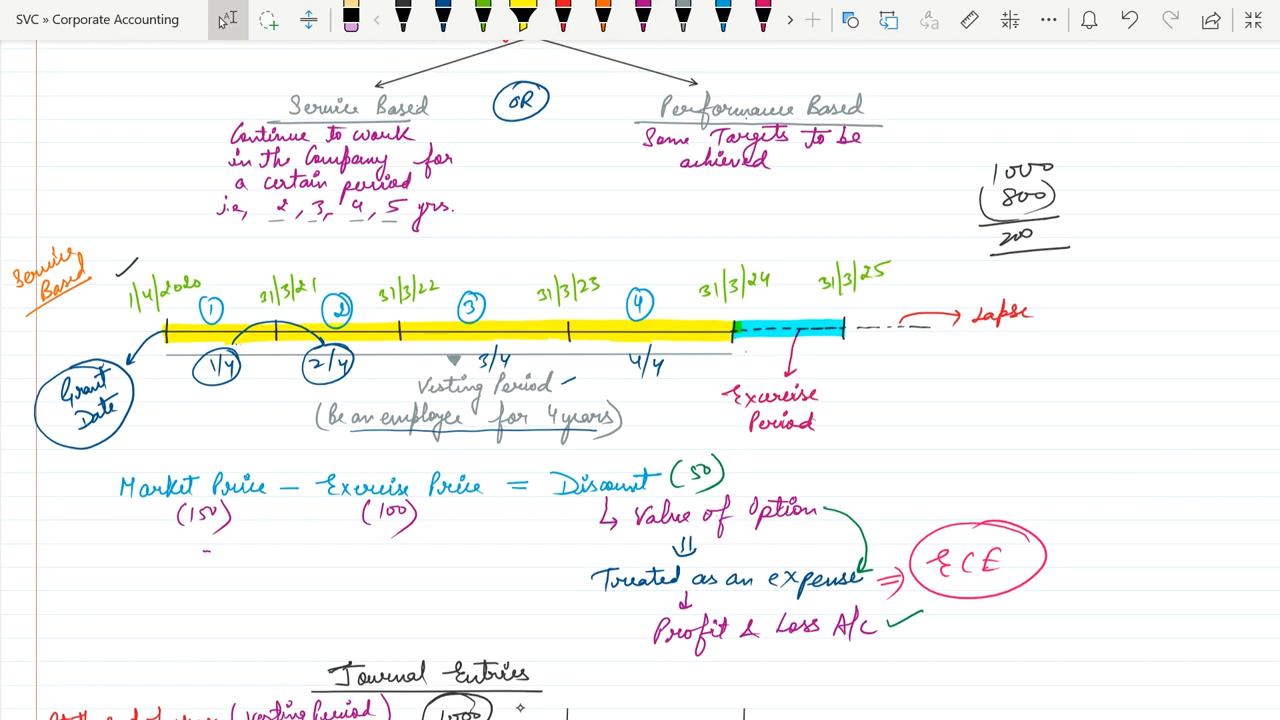 SVC » Corporate Accounting
Service Based
OR
Performance Based
Continue to work
in the Company for
a certain period
i.e, 2, 3, 4, 5 yrs.
Some Targets to be
achieved
1000
(800)
200
Service
Based
1/4/2020
31/3/21
31/3/22
31/3/23
31/3/24
31/3/25
1
2
3
4
Lapse
1/4
2/4
3/4
4/4
Grant
Date
Vesting Period
(Be an employee for 4 years)
Exercise
Period
Market Price - Exercise Price = Discount (50)
(150)
(100)
↳ Value of Option
Treated as an expense ⇒ ECE
Profit & Loss A/c ✓
Journal Entries
(Vesting Period)
1000